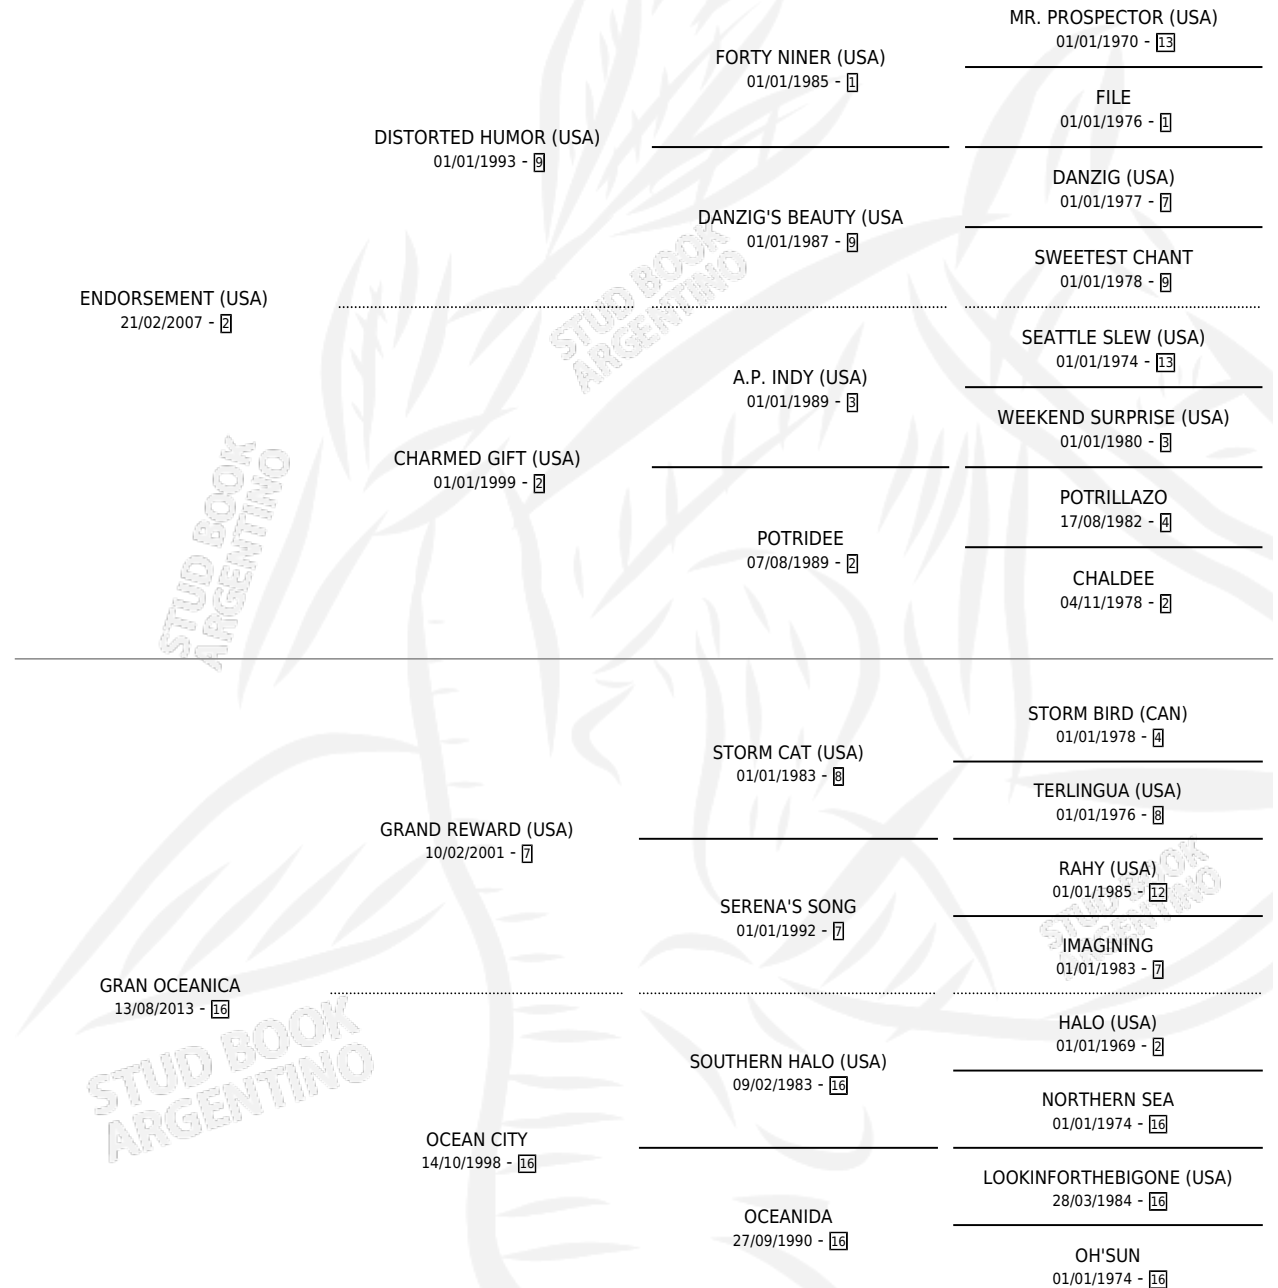 MR. PROSPECTOR (USA)
01/01/1970 - 13
FORTY NINER (USA)
01/01/1985 - 1
FILE
01/01/1976 - 1
DISTORTED HUMOR (USA)
01/01/1993 - 9
DANZIG (USA)
01/01/1977 - 7
DANZIG'S BEAUTY (USA
01/01/1987 - 9
SWEETEST CHANT
01/01/1978 - 9
ENDORSEMENT (USA)
21/02/2007 - 2
SEATTLE SLEW (USA)
01/01/1974 - 13
A.P. INDY (USA)
01/01/1989 - 3
WEEKEND SURPRISE (USA)
01/01/1980 - 3
CHARMED GIFT (USA)
01/01/1999 - 2
POTRILLAZO
17/08/1982 - 4
POTRIDEE
07/08/1989 - 2
CHALDEE
04/11/1978 - 2
STORM BIRD (CAN)
01/01/1978 - 4
STORM CAT (USA)
01/01/1983 - 8
TERLINGUA (USA)
01/01/1976 - 8
GRAND REWARD (USA)
10/02/2001 - 7
RAHY (USA)
01/01/1985 - 12
SERENA'S SONG
01/01/1992 - 7
IMAGINING
01/01/1983 - 7
GRAN OCEANICA
13/08/2013 - 16
HALO (USA)
01/01/1969 - 2
SOUTHERN HALO (USA)
09/02/1983 - 16
NORTHERN SEA
01/01/1974 - 16
OCEAN CITY
14/10/1998 - 16
LOOKINFORTHEBIGONE (USA)
28/03/1984 - 16
OCEANIDA
27/09/1990 - 16
OH'SUN
01/01/1974 - 16
STUD BOOK
ARGENTINO
STUD BOOK
ARGENTINO
STUD BOOK
ARGENTINO
STUD BOOK
ARGENTINO